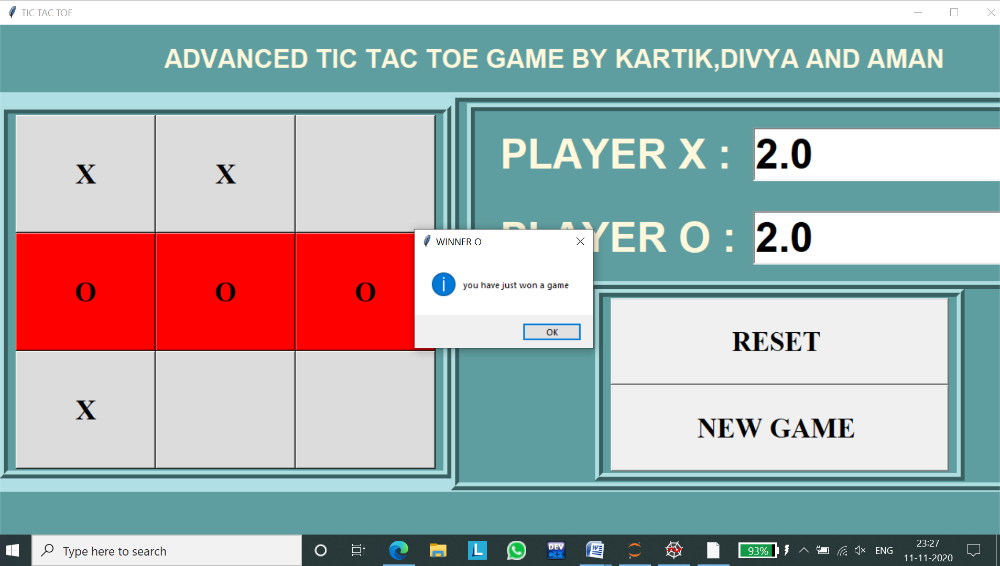 TIC TAC TOE
ADVANCED TIC TAC TOE GAME BY KARTIK,DIVYA AND AMAN
X X
O O O
X
PLAYER X : 2.0
PLAYER O : 2.0
WINNER O
you have just won a game
OK
RESET
NEW GAME
Type here to search
L
DEV
C++
W
93%
ENG
23:27
11-11-2020